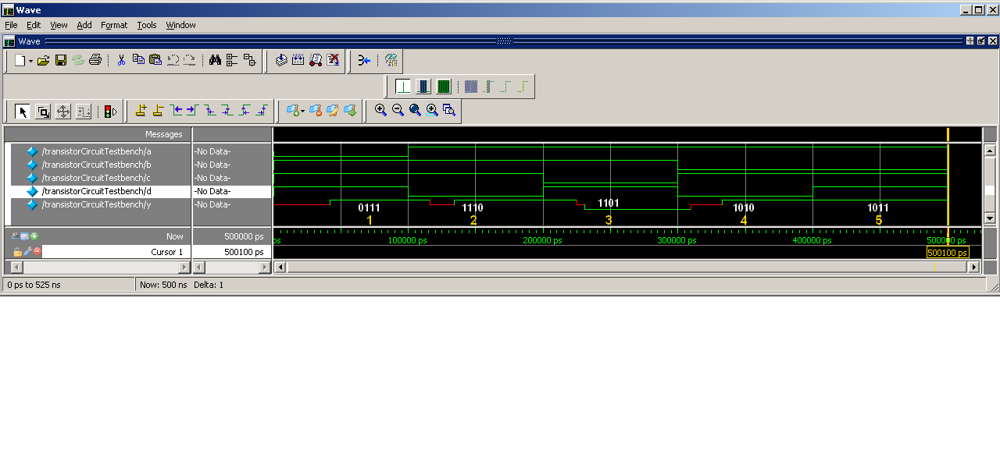 Wave
File Edit View Add Format Tools Window
Wave
Messages
/transistorCircuitTestbench/a -No Data-
/transistorCircuitTestbench/b -No Data-
/transistorCircuitTestbench/c -No Data-
/transistorCircuitTestbench/d -No Data-
/transistorCircuitTestbench/y -No Data-
0111 1110 1101 1010 1011
1 2 3 4 5
Now 500000 ps ps 100000 ps 200000 ps 300000 ps 400000 ps 500000 ps
Cursor 1 500100 ps 500100 ps
0 ps to 525 ns Now: 500 ns Delta: 1